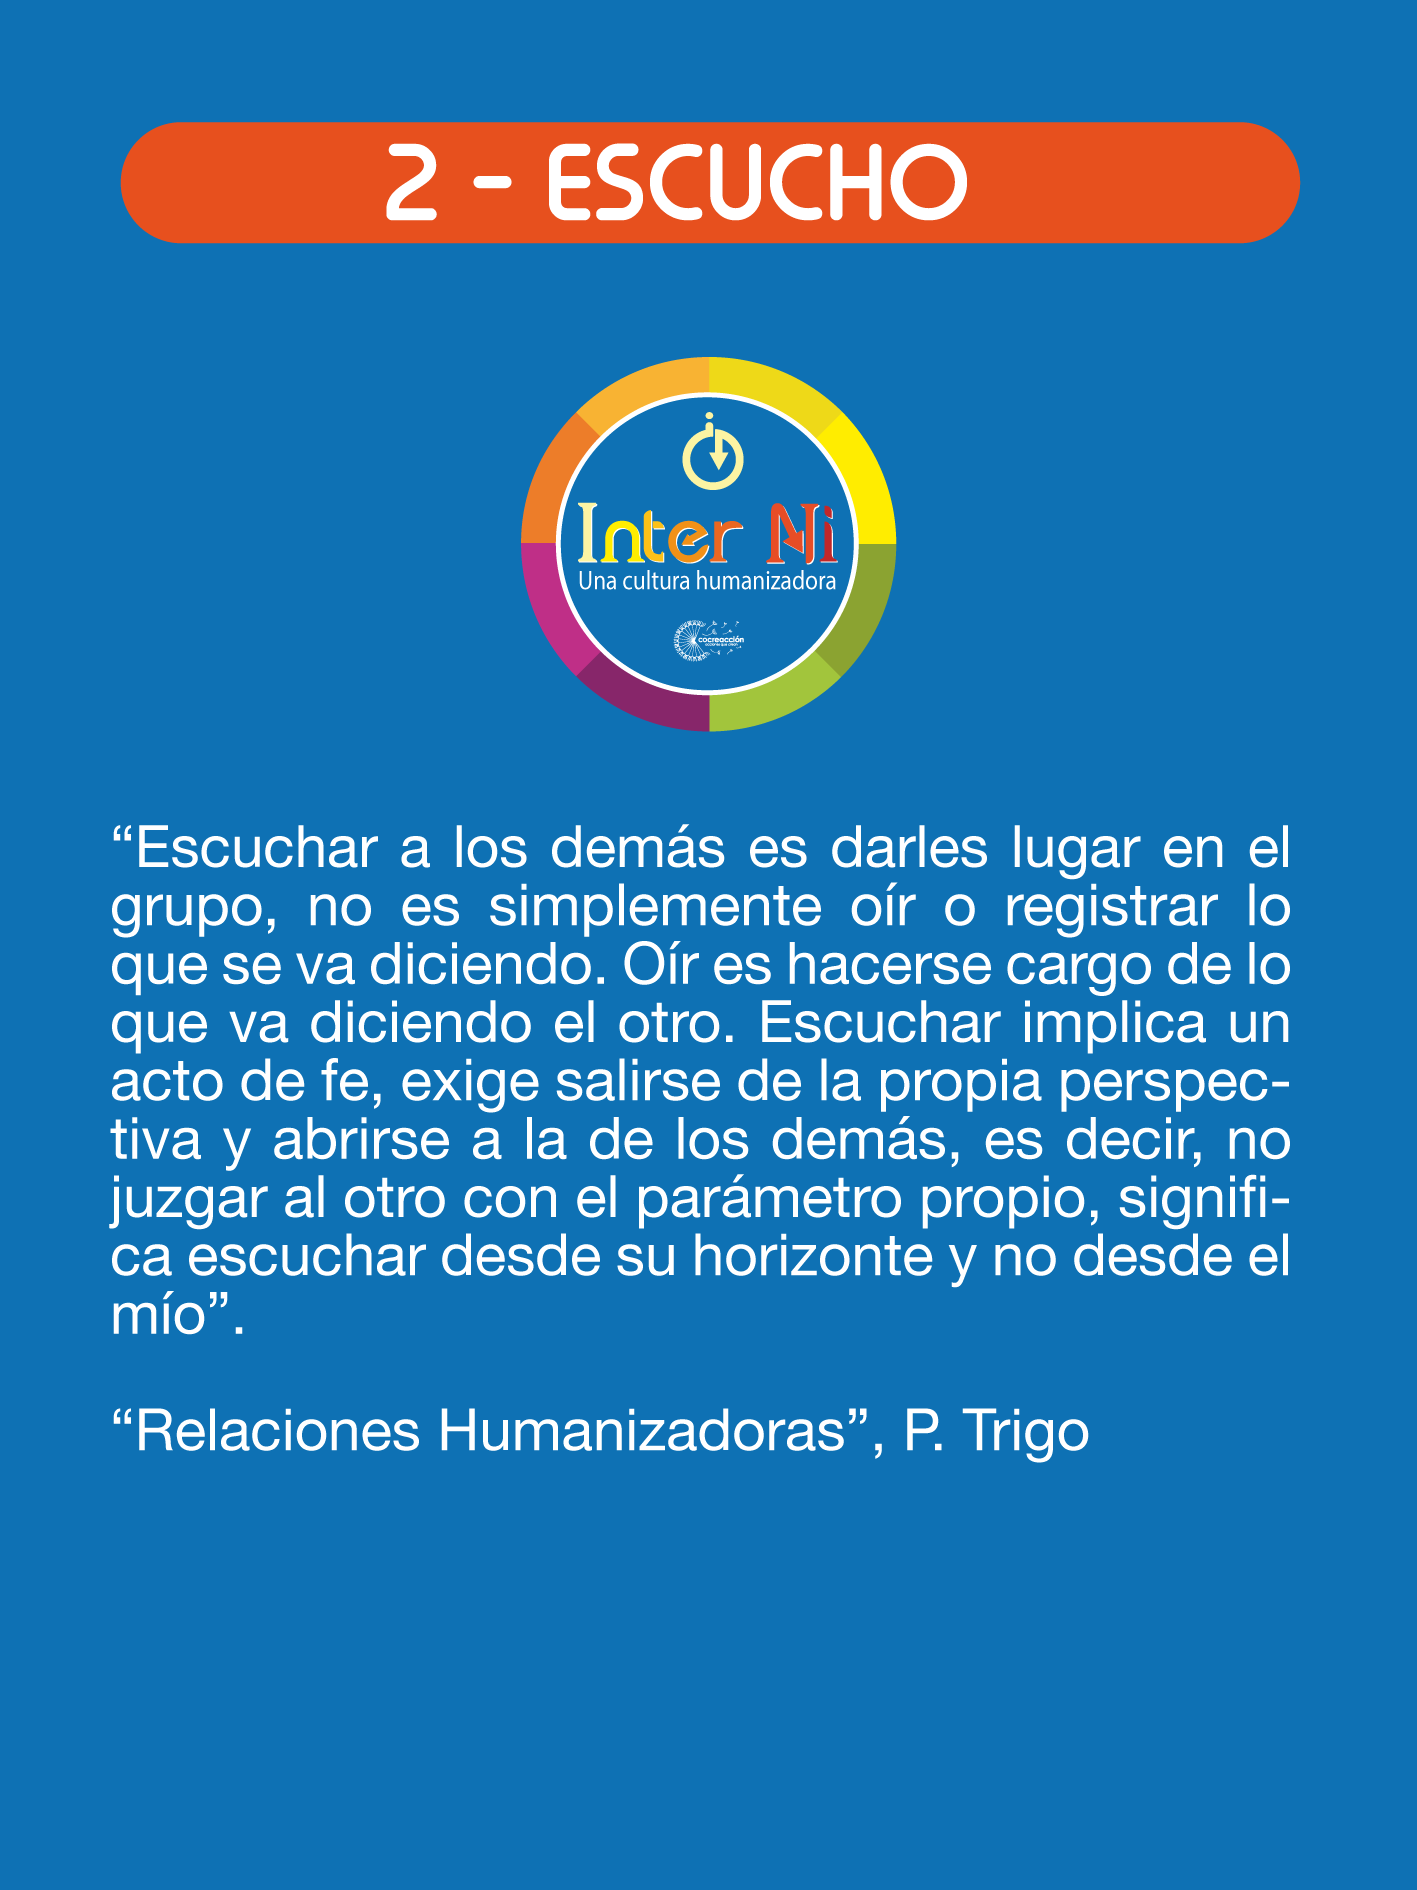 2 - ESCUCHO
Inter Ni
Una cultura humanizadora
cocreacción
“Escuchar a los demás es darles lugar en el
grupo, no es simplemente oír o registrar lo
que se va diciendo. Oír es hacerse cargo de lo
que va diciendo el otro. Escuchar implica un
acto de fe, exige salirse de la propia perspec-
tiva y abrirse a la de los demás, es decir, no
juzgar al otro con el parámetro propio, signifi-
ca escuchar desde su horizonte y no desde el
mío”.
“Relaciones Humanizadoras”, P. Trigo